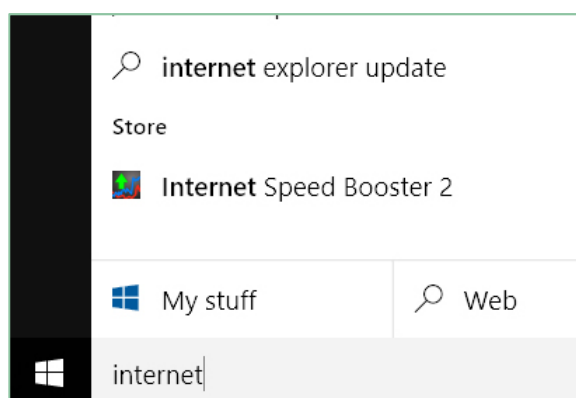 internet explorer update
Store
Internet Speed Booster 2
My stuff
Web
internet